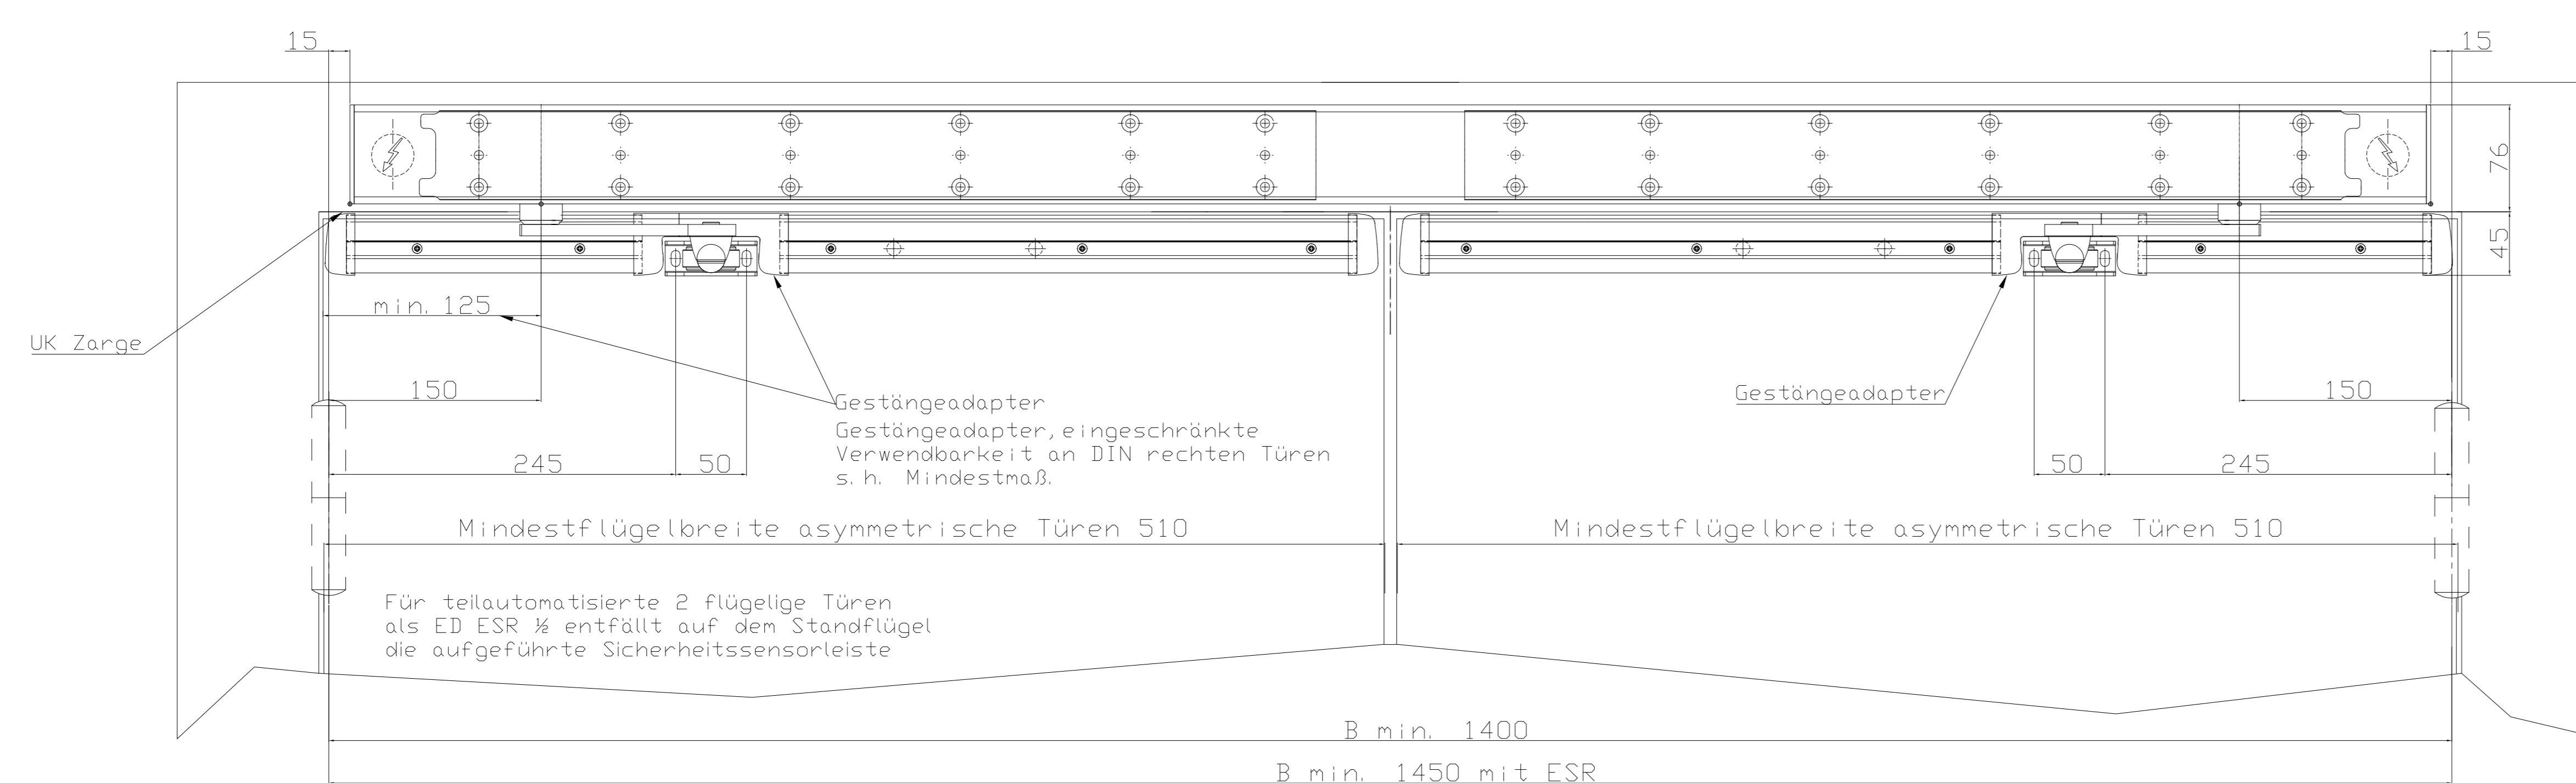 15
15
76
45
min. 125
UK Zarge
150
Gestängeadapter
Gestängeadapter, eingeschränkte
Verwendbarkeit an DIN rechten Türen
s.h. Mindestmaß.
Gestängeadapter
150
245
50
50
245
Mindestflügelbreite asymmetrische Türen 510
Mindestflügelbreite asymmetrische Türen 510
Für teilautomatisierte 2 flügelige Türen
als ED ESR ½ entfällt auf dem Standflügel
die aufgeführte Sicherheitssensorleiste
B min. 1400
B min. 1450 mit ESR